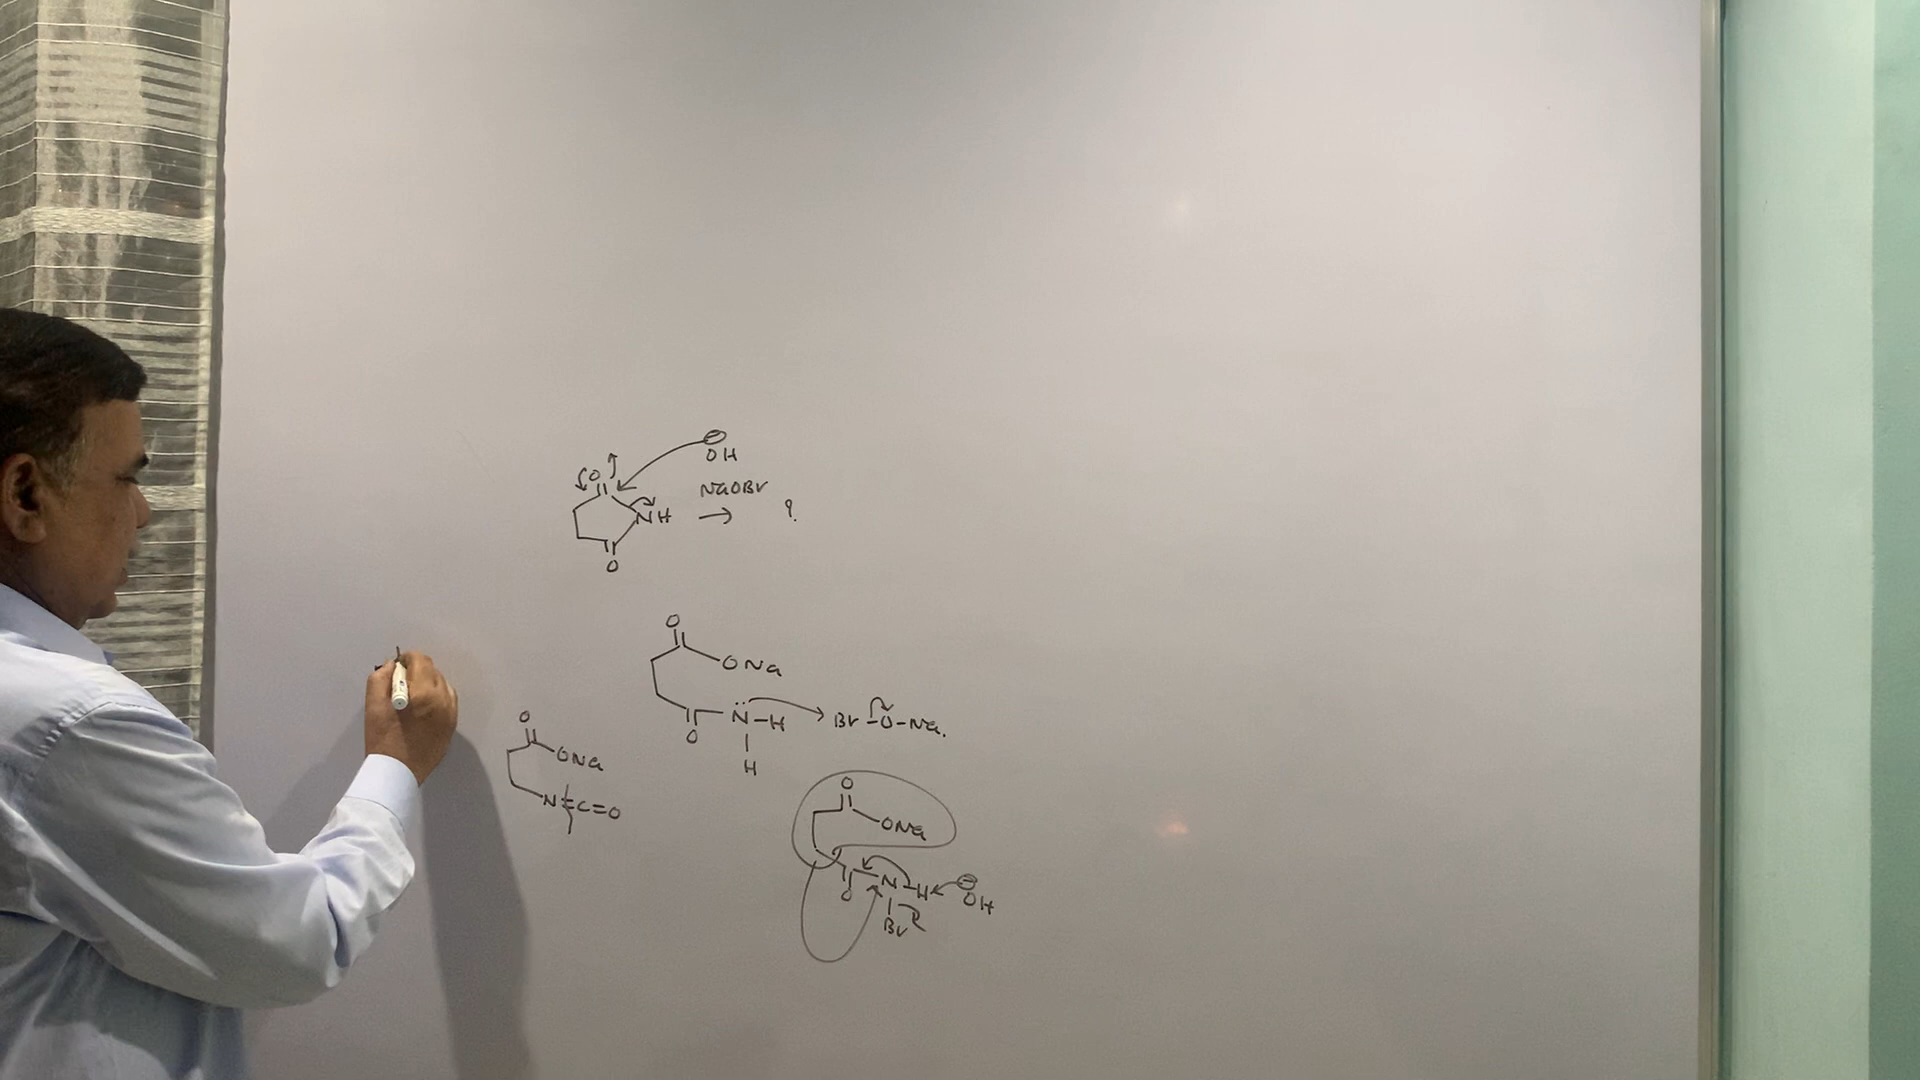 ⊖
OH
O
NaOBr
NH → ?
O
O
ONa
N̈-H Br-O-Na.
O
H
O
ONa
N=C=O
O
ONa
N-H ⊖
O OH
Br